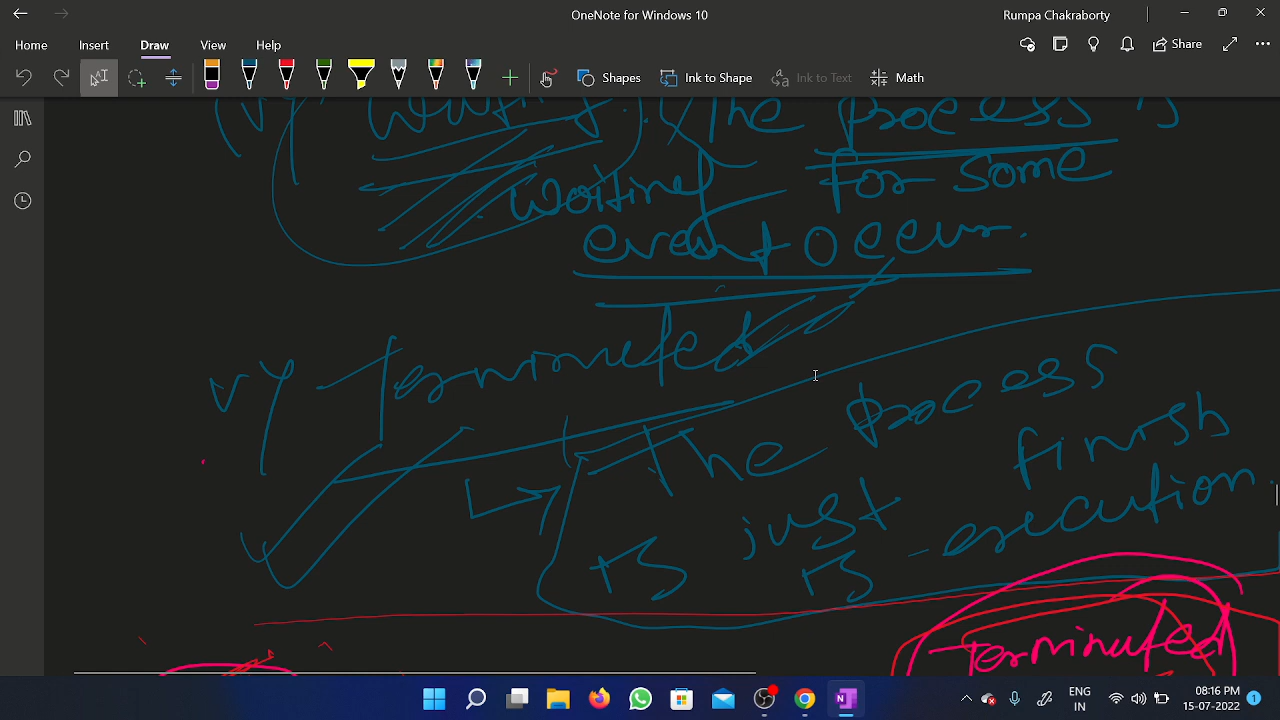 OneNote for Windows 10
Rumpa Chakraborty
Home Insert Draw View Help
Share
Shapes Ink to Shape Ink to Text Math
The process is
waiting for some
event occur.
v) Terminated
The process
finish
is just its execution.
Terminated
ENG
IN
08:16 PM
15-07-2022
1